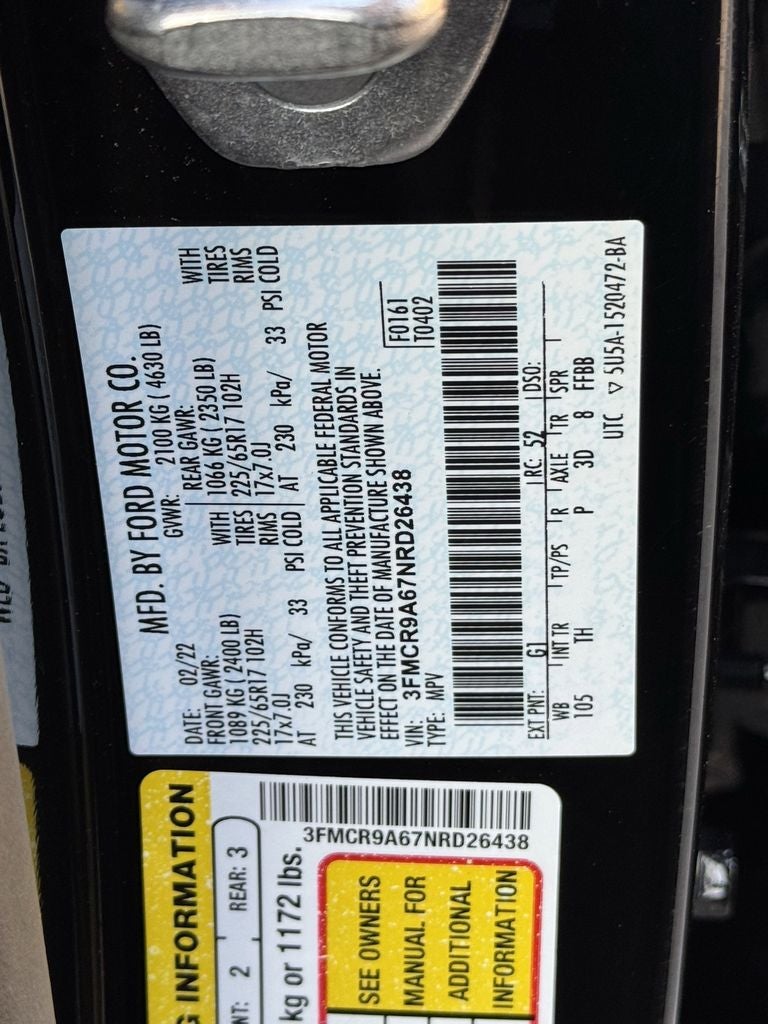 MFD. BY FORD MOTOR CO.
DATE: 02/22 GVWR: 2100 KG ( 4630 LB)
FRONT GAWR: REAR GAWR:
1089 KG ( 2400 LB) WITH 1066 KG ( 2350 LB) WITH
225/65R17 102H TIRES 225/65R17 102H TIRES
17x7.0J RIMS 17x7.0J RIMS
AT 230 kPa/ 33 PSI COLD AT 230 kPa/ 33 PSI COLD
THIS VEHICLE CONFORMS TO ALL APPLICABLE FEDERAL MOTOR
VEHICLE SAFETY AND THEFT PREVENTION STANDARDS IN
EFFECT ON THE DATE OF MANUFACTURE SHOWN ABOVE.
VIN: 3FMCR9A67NRD26438 F0161
TYPE: MPV T0402
EXT PNT: G1 RC: 52 DSO:
WB INT TR TP/PS R AXLE TR SPR
105 TH P 3D 8 FFBB
UTC ▽ 5U5A-1520472-BA
G INFORMATION
NT: 2 REAR: 3
kg or 1172 lbs.
3FMCR9A67NRD26438
SEE OWNERS
MANUAL FOR
ADDITIONAL
INFORMATION